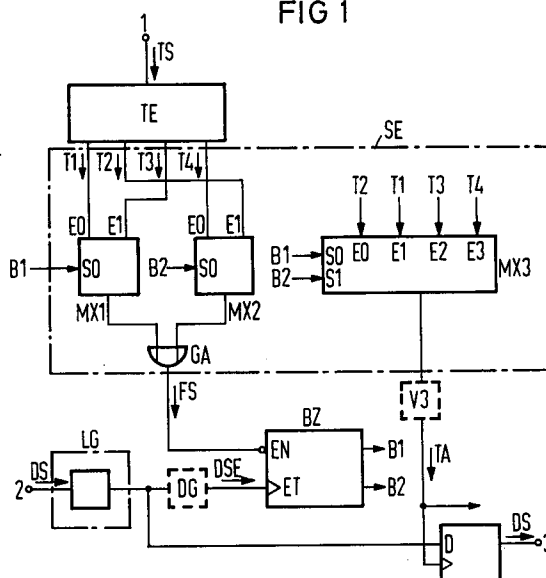 FIG 1
1
TS
TE
SE
T1 T2 T3 T4
T2 T1 T3 T4
E0 E1 E0 E1
B1 S0 B2 S0
B1 S0 E0 E1 E2 E3
B2 S1 MX3
MX1 MX2
GA
FS
V3
BZ
LG
EN B1
TA
DS
2
DG DSE ET B2
D DS 3